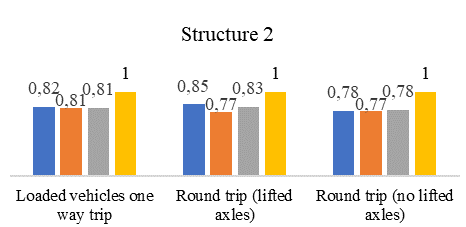 Structure 2
0,82 0,81 0,81 1
0,85 0,77 0,83 1
0,78 0,77 0,78 1
Loaded vehicles one
way trip
Round trip (lifted
axles)
Round trip (no lifted
axles)